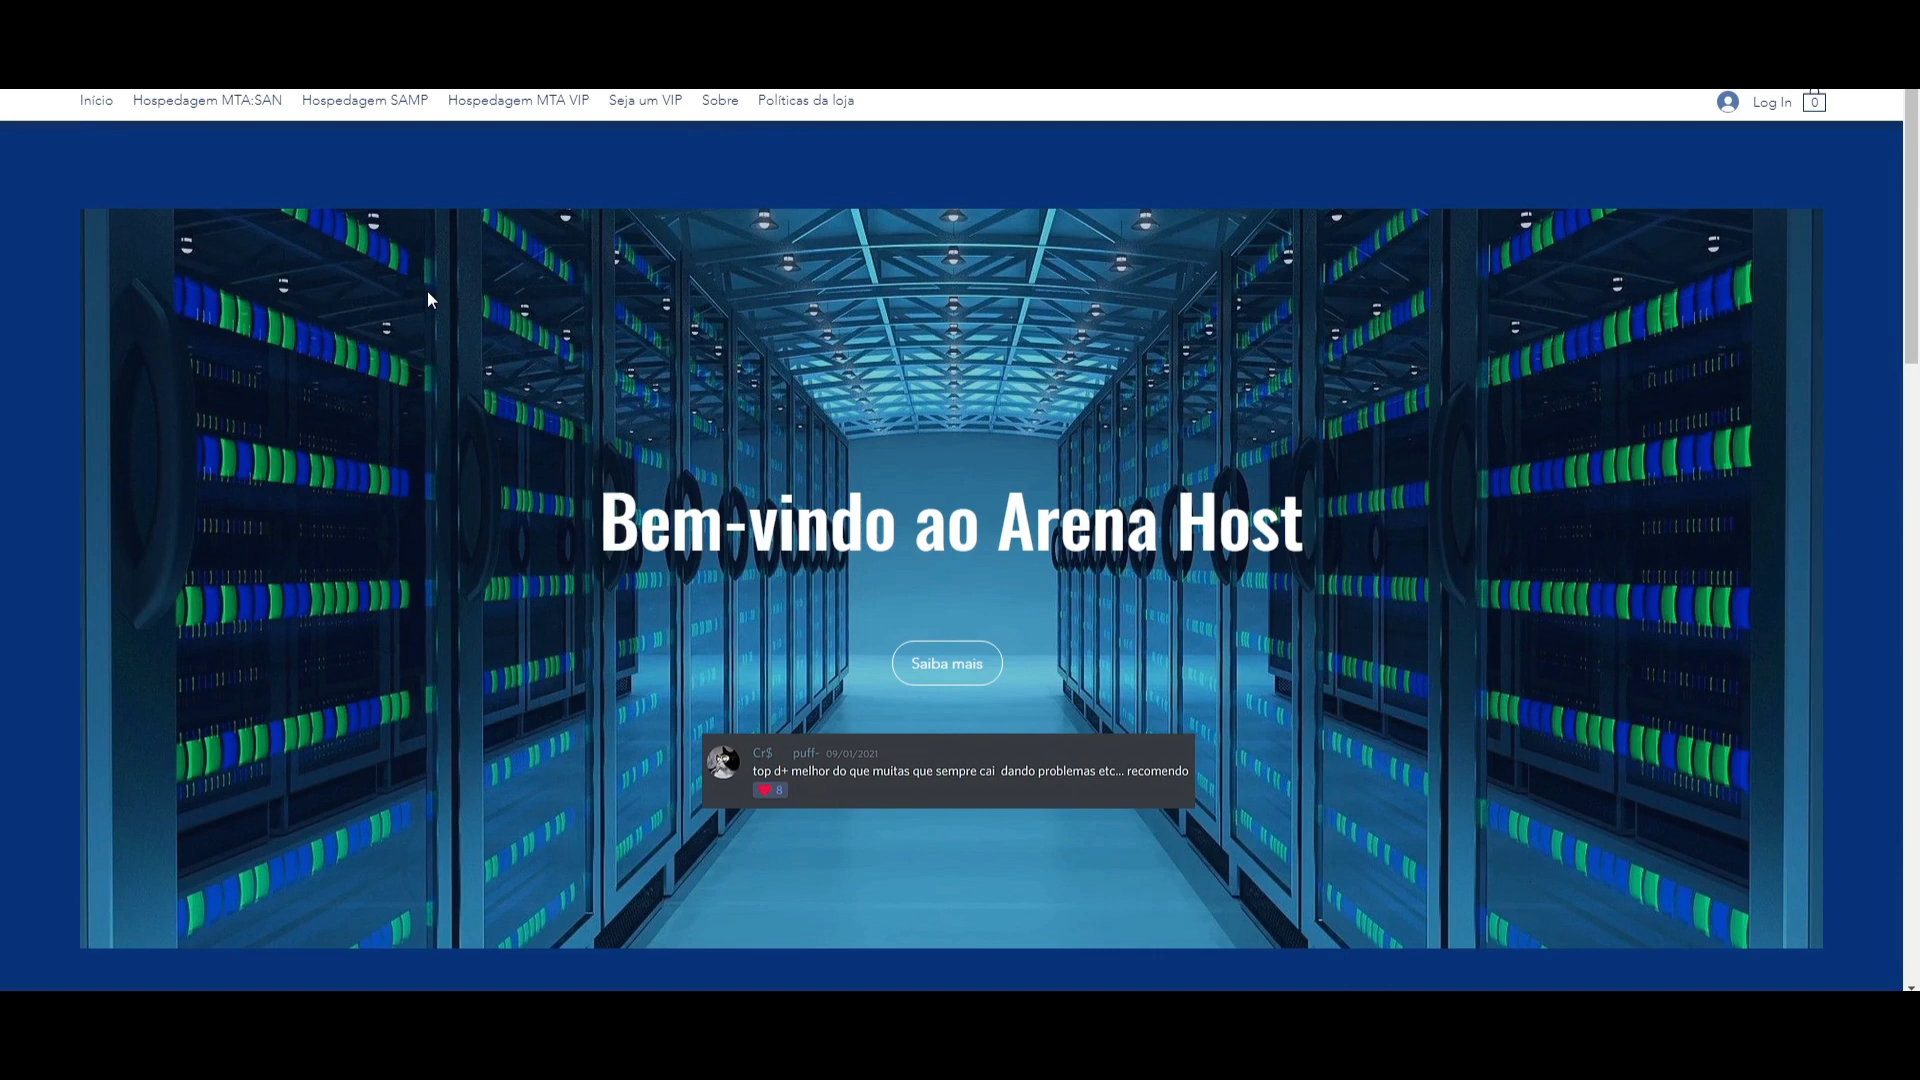 Início Hospedagem MTA:SAN Hospedagem SAMP Hospedagem MTA VIP Seja um VIP Sobre Políticas da loja Log In 0
Bem-vindo ao Arena Host
Saiba mais
Cr$ puff- 09/01/2021
top d+ melhor do que muitas que sempre cai dando problemas etc... recomendo
8